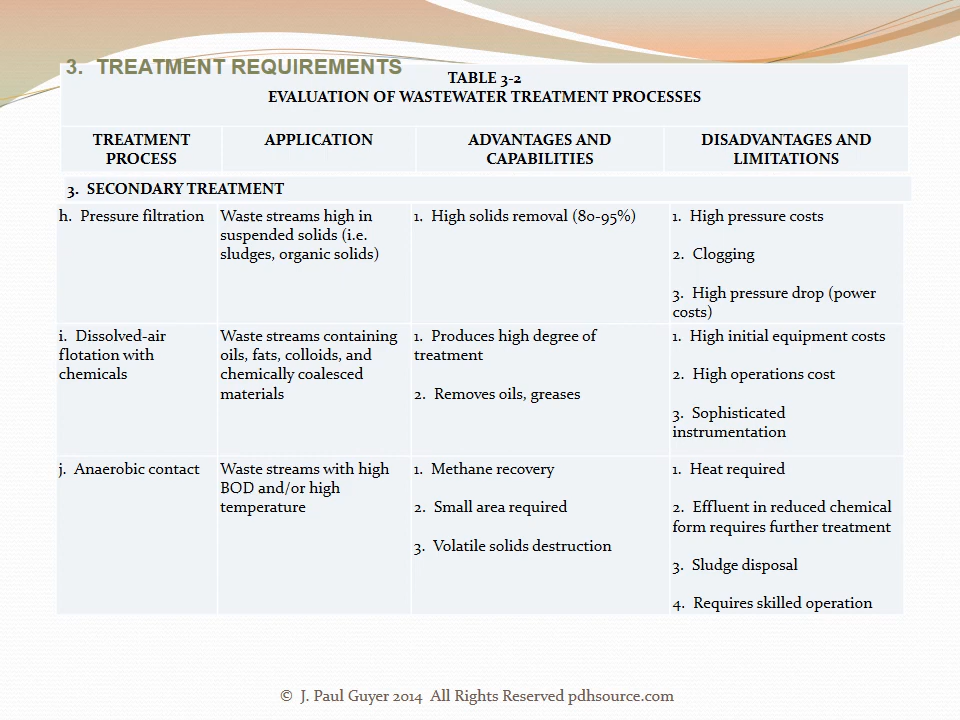 3. TREATMENT REQUIREMENTS
TABLE 3-2
EVALUATION OF WASTEWATER TREATMENT PROCESSES
TREATMENT
PROCESS
APPLICATION
ADVANTAGES AND
CAPABILITIES
DISADVANTAGES AND
LIMITATIONS
3. SECONDARY TREATMENT
h. Pressure filtration
Waste streams high in
suspended solids (i.e.
sludges, organic solids)
1. High solids removal (80-95%)
1. High pressure costs
2. Clogging
3. High pressure drop (power
costs)
i. Dissolved-air
flotation with
chemicals
Waste streams containing
oils, fats, colloids, and
chemically coalesced
materials
1. Produces high degree of
treatment
2. Removes oils, greases
1. High initial equipment costs
2. High operations cost
3. Sophisticated
instrumentation
j. Anaerobic contact
Waste streams with high
BOD and/or high
temperature
1. Methane recovery
2. Small area required
3. Volatile solids destruction
1. Heat required
2. Effluent in reduced chemical
form requires further treatment
3. Sludge disposal
4. Requires skilled operation
© J. Paul Guyer 2014 All Rights Reserved pdhsource.com